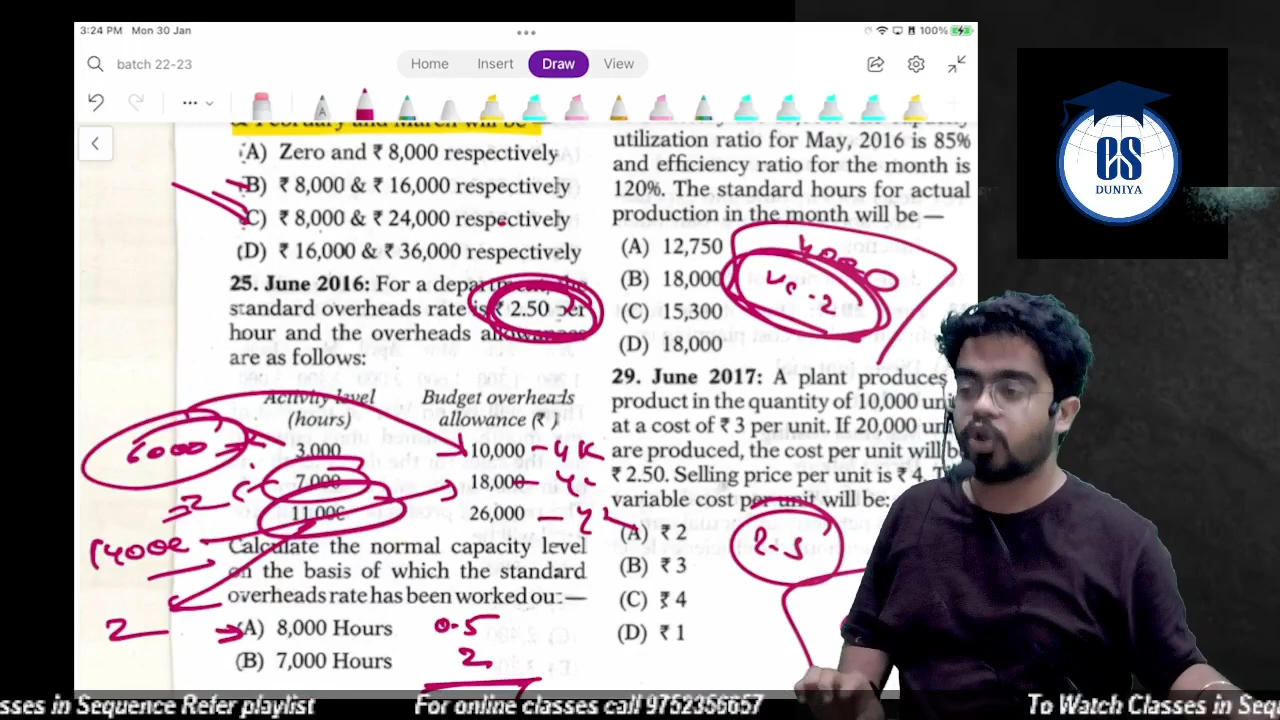 3:24 PM Mon 30 Jan
100%
batch 22-23
Home
Insert
Draw
View
& February and March will be —
(A) Zero and ₹ 8,000 respectively
(B) ₹ 8,000 & ₹ 16,000 respectively
(C) ₹ 8,000 & ₹ 24,000 respectively
(D) ₹ 16,000 & ₹ 36,000 respectively
25. June 2016: For a department, the
standard overheads rate is ₹ 2.50 per
hour and the overheads allowances
are as follows:
Activity level
(hours)
Budget overheads
allowance (₹)
3,000
10,000
- 4K
7,000
18,000
11,000
26,000
6000
14000
2
Calculate the normal capacity level
on the basis of which the standard
overheads rate has been worked out —
(A) 8,000 Hours
(B) 7,000 Hours
0.5
2
utilization ratio for May, 2016 is 85%
and efficiency ratio for the month is
120%. The standard hours for actual
production in the month will be —
(A) 12,750
(B) 18,000
(C) 15,300
(D) 18,000
4000
29. June 2017: A plant produces
product in the quantity of 10,000
at a cost of ₹ 3 per unit. If 20,000
are produced, the cost per unit will be
₹ 2.50. Selling price per unit is ₹ 4.
variable cost per unit will be:
(A) ₹ 2
(B) ₹ 3
(C) ₹ 4
(D) ₹ 1
2.5
CS
DUNIYA
sses in Sequence Refer playlist
For online classes call 9752356657
To Watch Classes in Seq